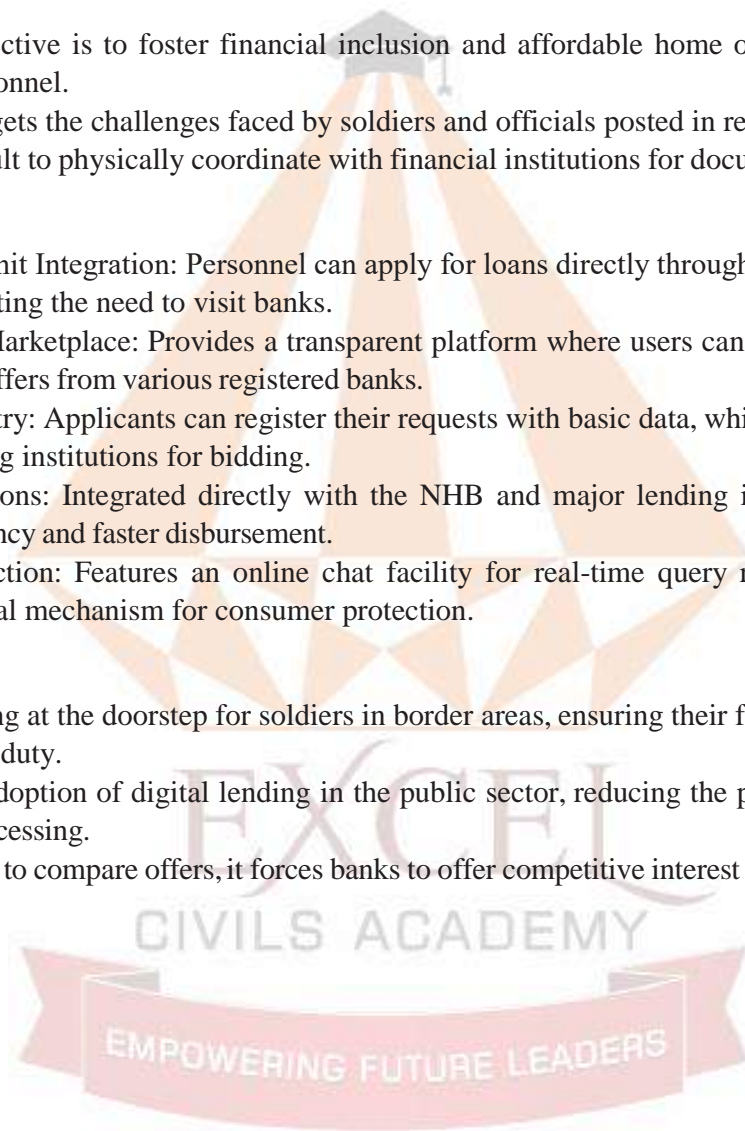 ctive is to foster financial inclusion and affordable home o
onnel.
gets the challenges faced by soldiers and officials posted in re
ult to physically coordinate with financial institutions for docu
nit Integration: Personnel can apply for loans directly through
ting the need to visit banks.
Marketplace: Provides a transparent platform where users can
ffers from various registered banks.
try: Applicants can register their requests with basic data, whi
g institutions for bidding.
ons: Integrated directly with the NHB and major lending i
ncy and faster disbursement.
ction: Features an online chat facility for real-time query r
al mechanism for consumer protection.
ng at the doorstep for soldiers in border areas, ensuring their f
duty.
doption of digital lending in the public sector, reducing the p
cessing.
to compare offers, it forces banks to offer competitive interest
EXCEL
CIVILS ACADEMY
EMPOWERING FUTURE LEADERS